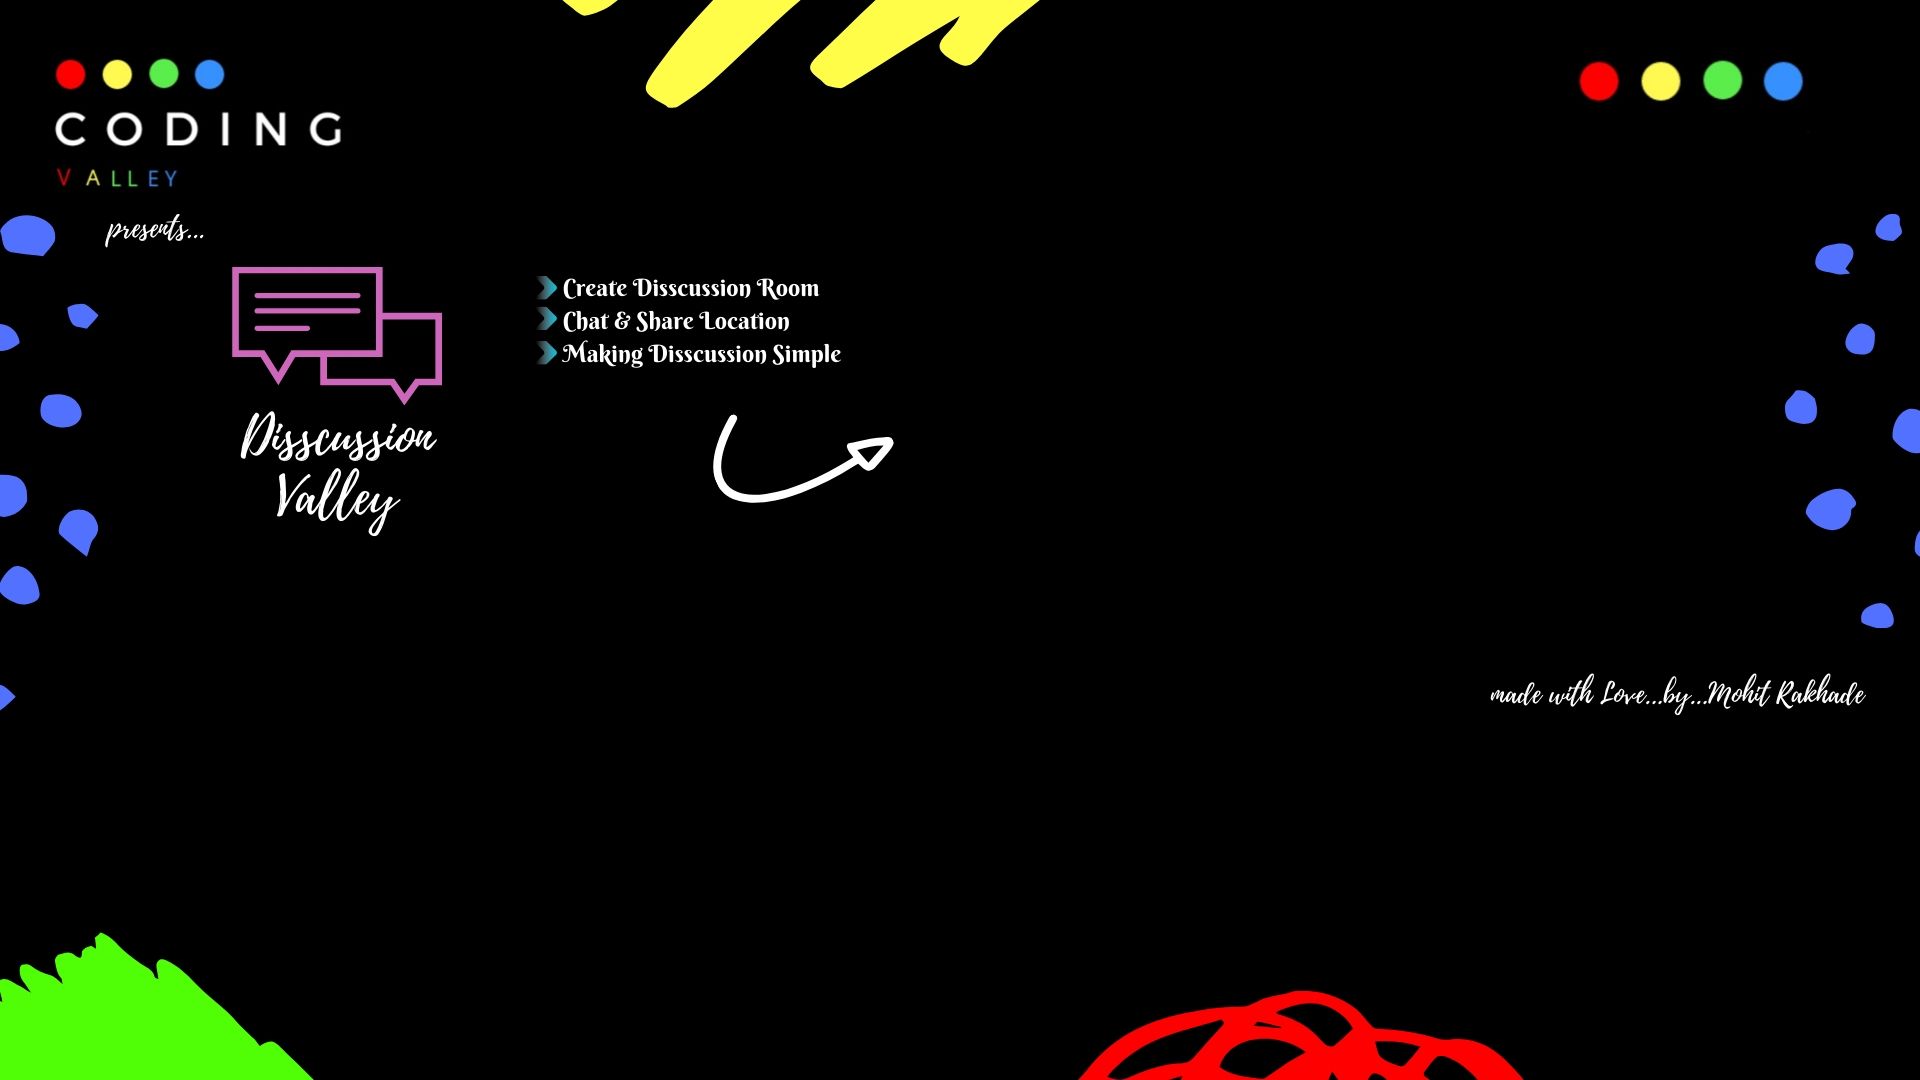 CODING
VALLEY
presents...
Create Disscussion Room
Chat & Share Location
Making Disscussion Simple
Disscussion
Valley
made with Love...by...Mohit Rakhade